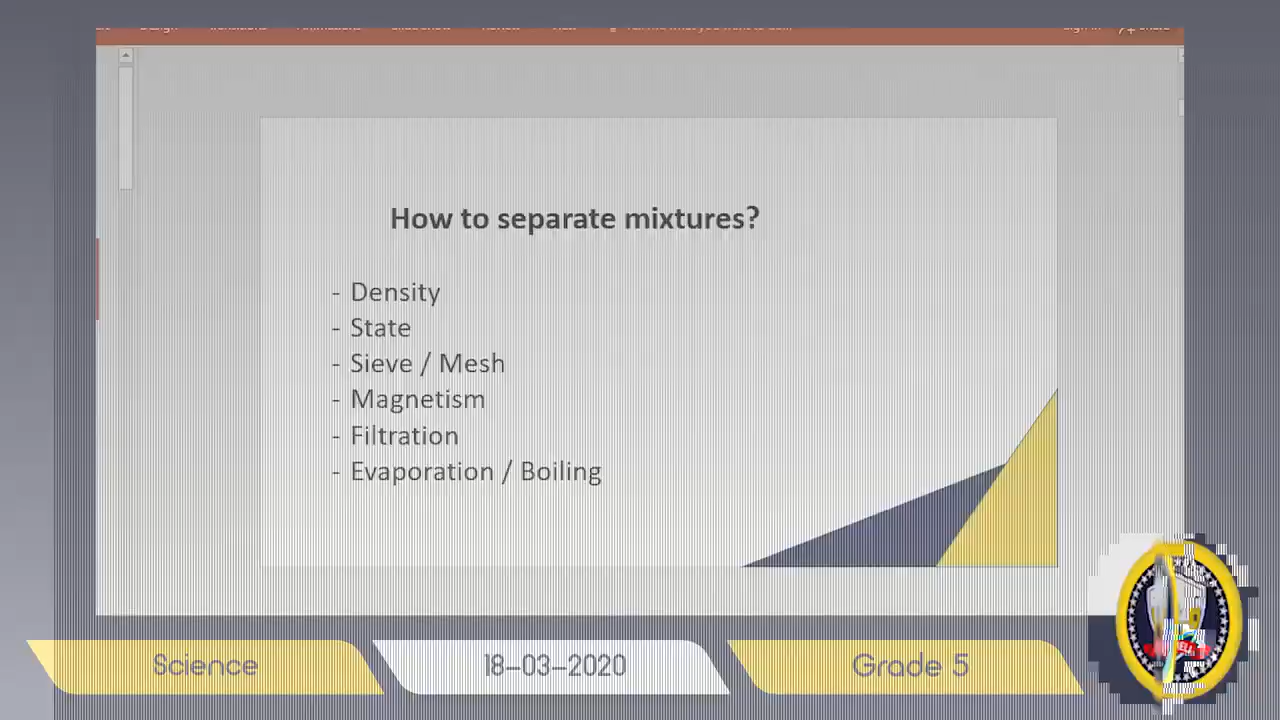 How to separate mixtures?
- Density
- State
- Sieve / Mesh
- Magnetism
- Filtration
- Evaporation / Boiling
Science
18-03-2020
Grade 5